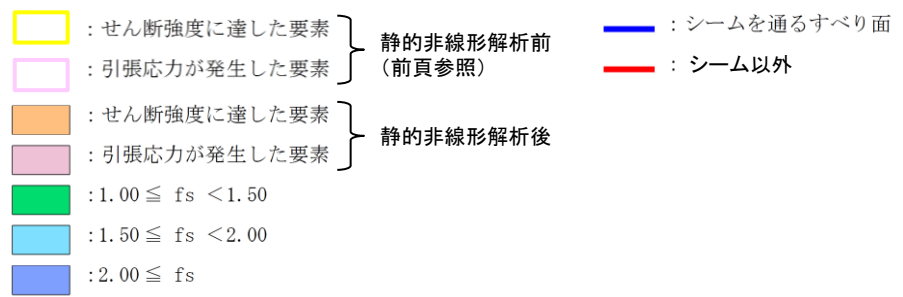 ：せん断強度に達した要素
：引張応力が発生した要素
静的非線形解析前
（前頁参照）
：せん断強度に達した要素
：引張応力が発生した要素
静的非線形解析後
:1.00≦ fs ＜1.50
:1.50≦ fs ＜2.00
:2.00≦ fs
：シームを通るすべり面
： シーム以外